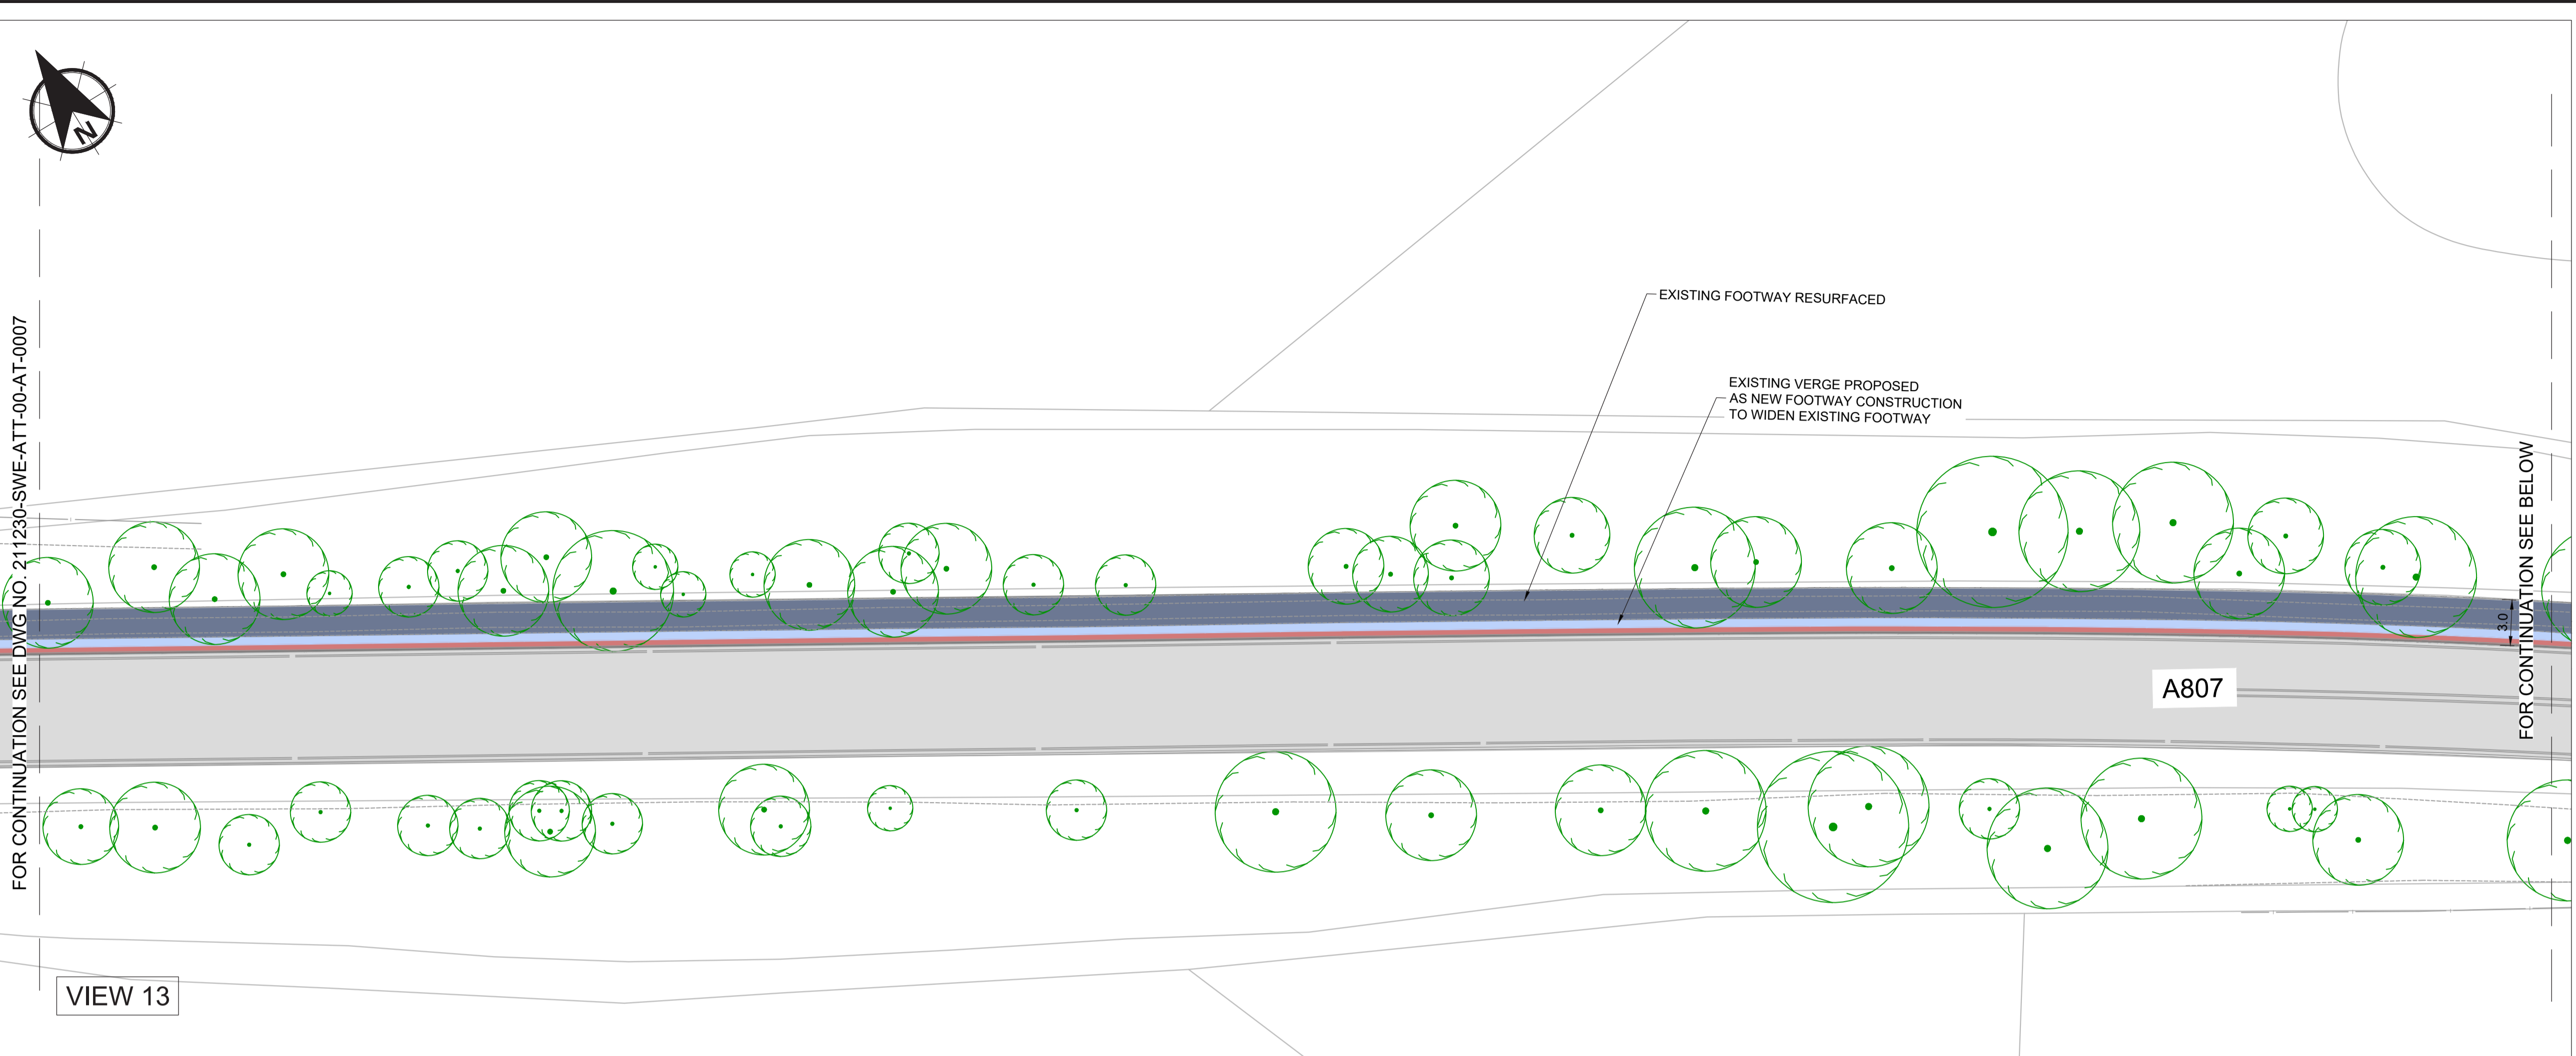 N
FOR CONTINUATION SEE DWG NO. 211230-SWE-ATT-00-AT-0007
EXISTING FOOTWAY RESURFACED
EXISTING VERGE PROPOSED
AS NEW FOOTWAY CONSTRUCTION
TO WIDEN EXISTING FOOTWAY
3.0
FOR CONTINUATION SEE BELOW
A807
VIEW 13